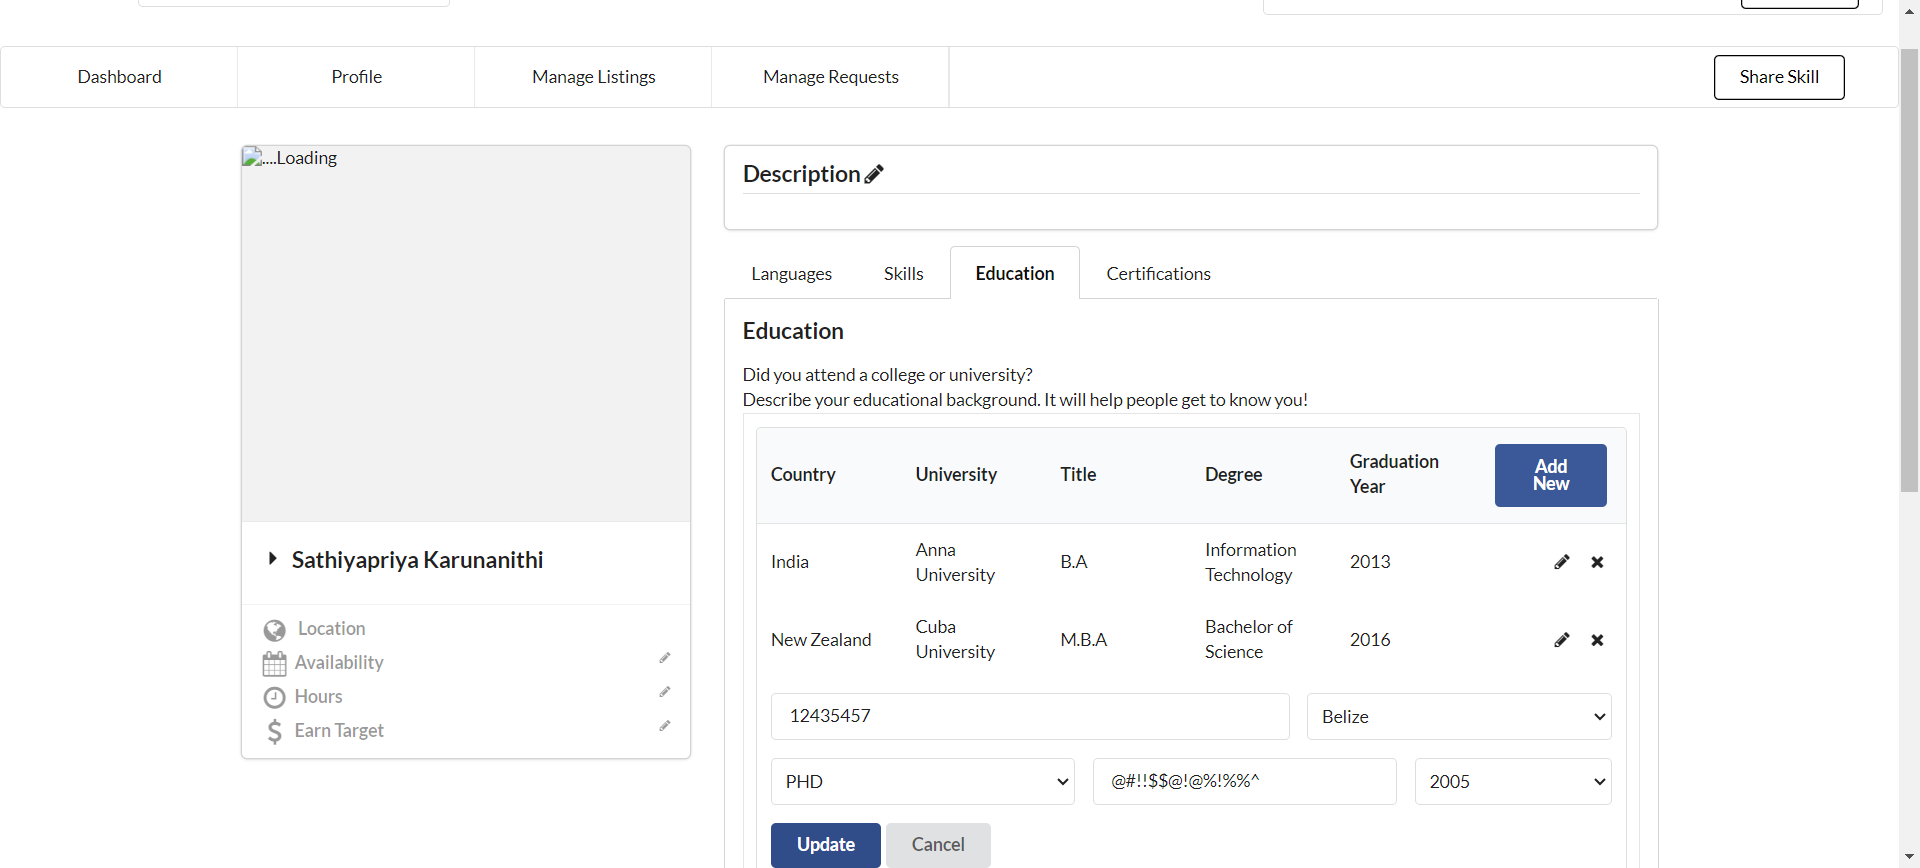 Dashboard
Profile
Manage Listings
Manage Requests
Share Skill
....Loading
Sathiyapriya Karunanithi
Location
Availability
Hours
Earn Target
Description
Languages
Skills
Education
Certifications
Education
Did you attend a college or university?
Describe your educational background. It will help people get to know you!
Country
University
Title
Degree
Graduation
Year
Add
New
India
Anna
University
B.A
Information
Technology
2013
New Zealand
Cuba
University
M.B.A
Bachelor of
Science
2016
12435457
Belize
PHD
@#!!$$@!@%!%%^
2005
Update
Cancel